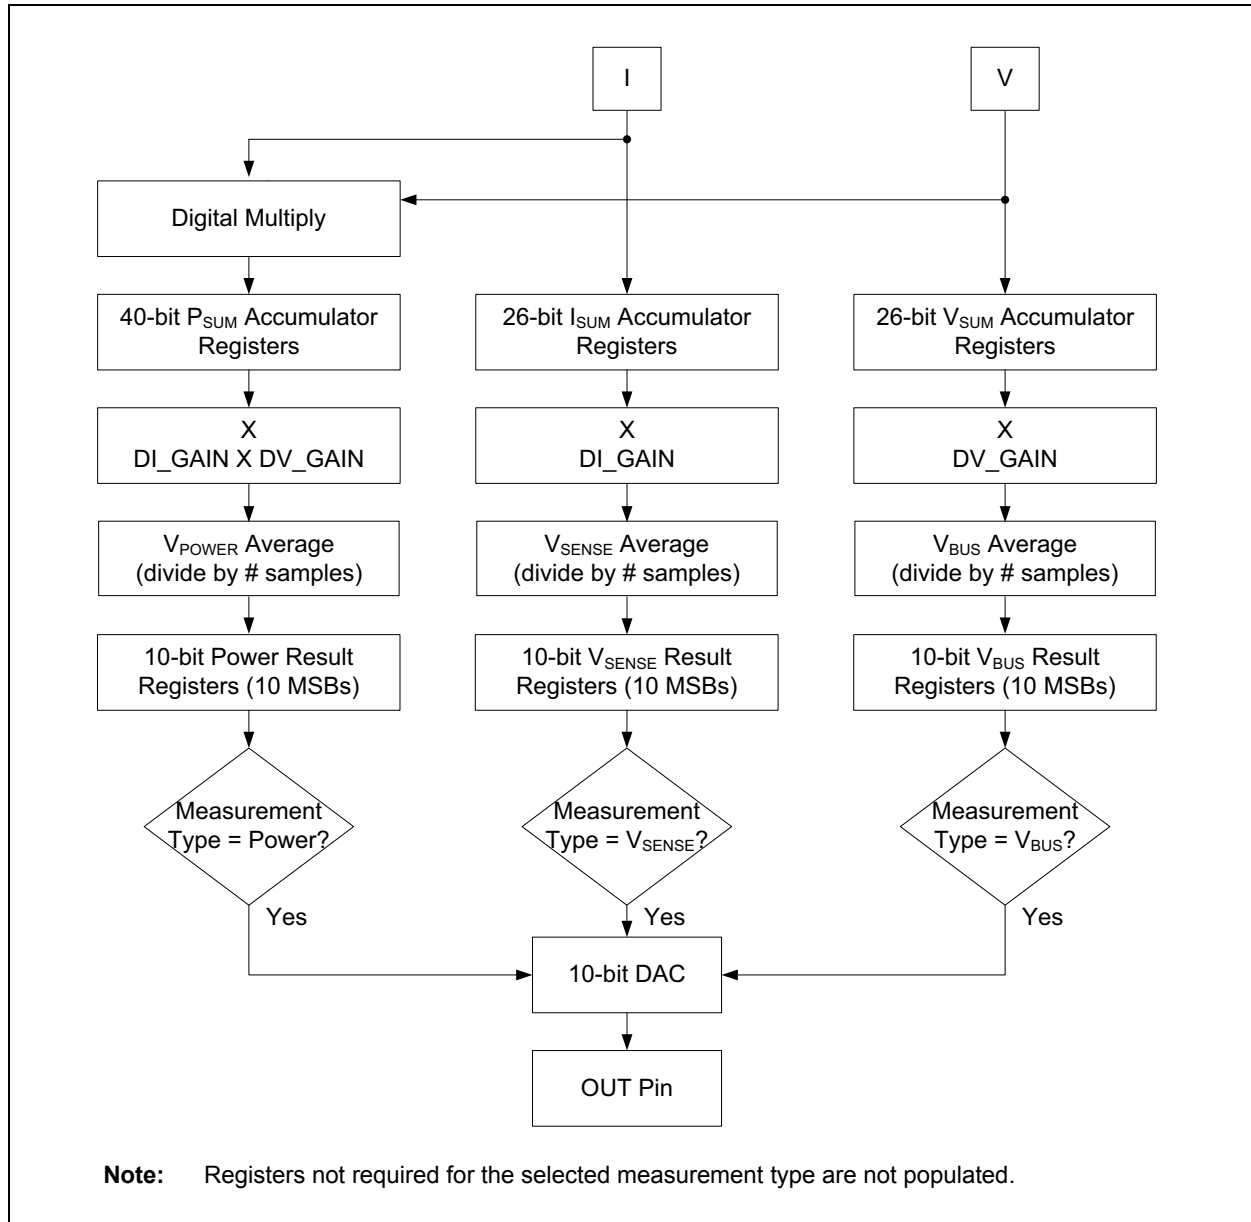 I
V
Digital Multiply
40-bit PSUM Accumulator
Registers
26-bit ISUM Accumulator
Registers
26-bit VSUM Accumulator
Registers
X
DI_GAIN X DV_GAIN
X
DI_GAIN
X
DV_GAIN
VPOWER Average
(divide by # samples)
VSENSE Average
(divide by # samples)
VBUS Average
(divide by # samples)
10-bit Power Result
Registers (10 MSBs)
10-bit VSENSE Result
Registers (10 MSBs)
10-bit VBUS Result
Registers (10 MSBs)
Measurement
Type = Power?
Measurement
Type = VSENSE?
Measurement
Type = VBUS?
Yes
Yes
Yes
10-bit DAC
OUT Pin
Note: Registers not required for the selected measurement type are not populated.